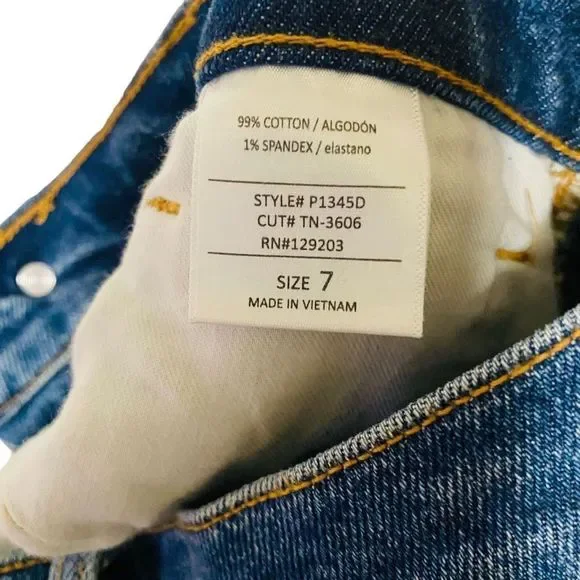 99% COTTON / ALGODÓN
1% SPANDEX / elastano
STYLE# P1345D
CUT# TN-3606
RN#129203
SIZE 7
MADE IN VIETNAM